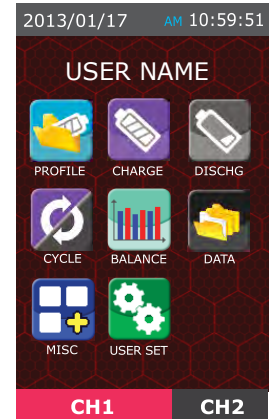 2013/01/17 AM 10:59:51
USER NAME
PROFILE CHARGE DISCHG
CYCLE BALANCE DATA
MISC USER SET
CH1 CH2